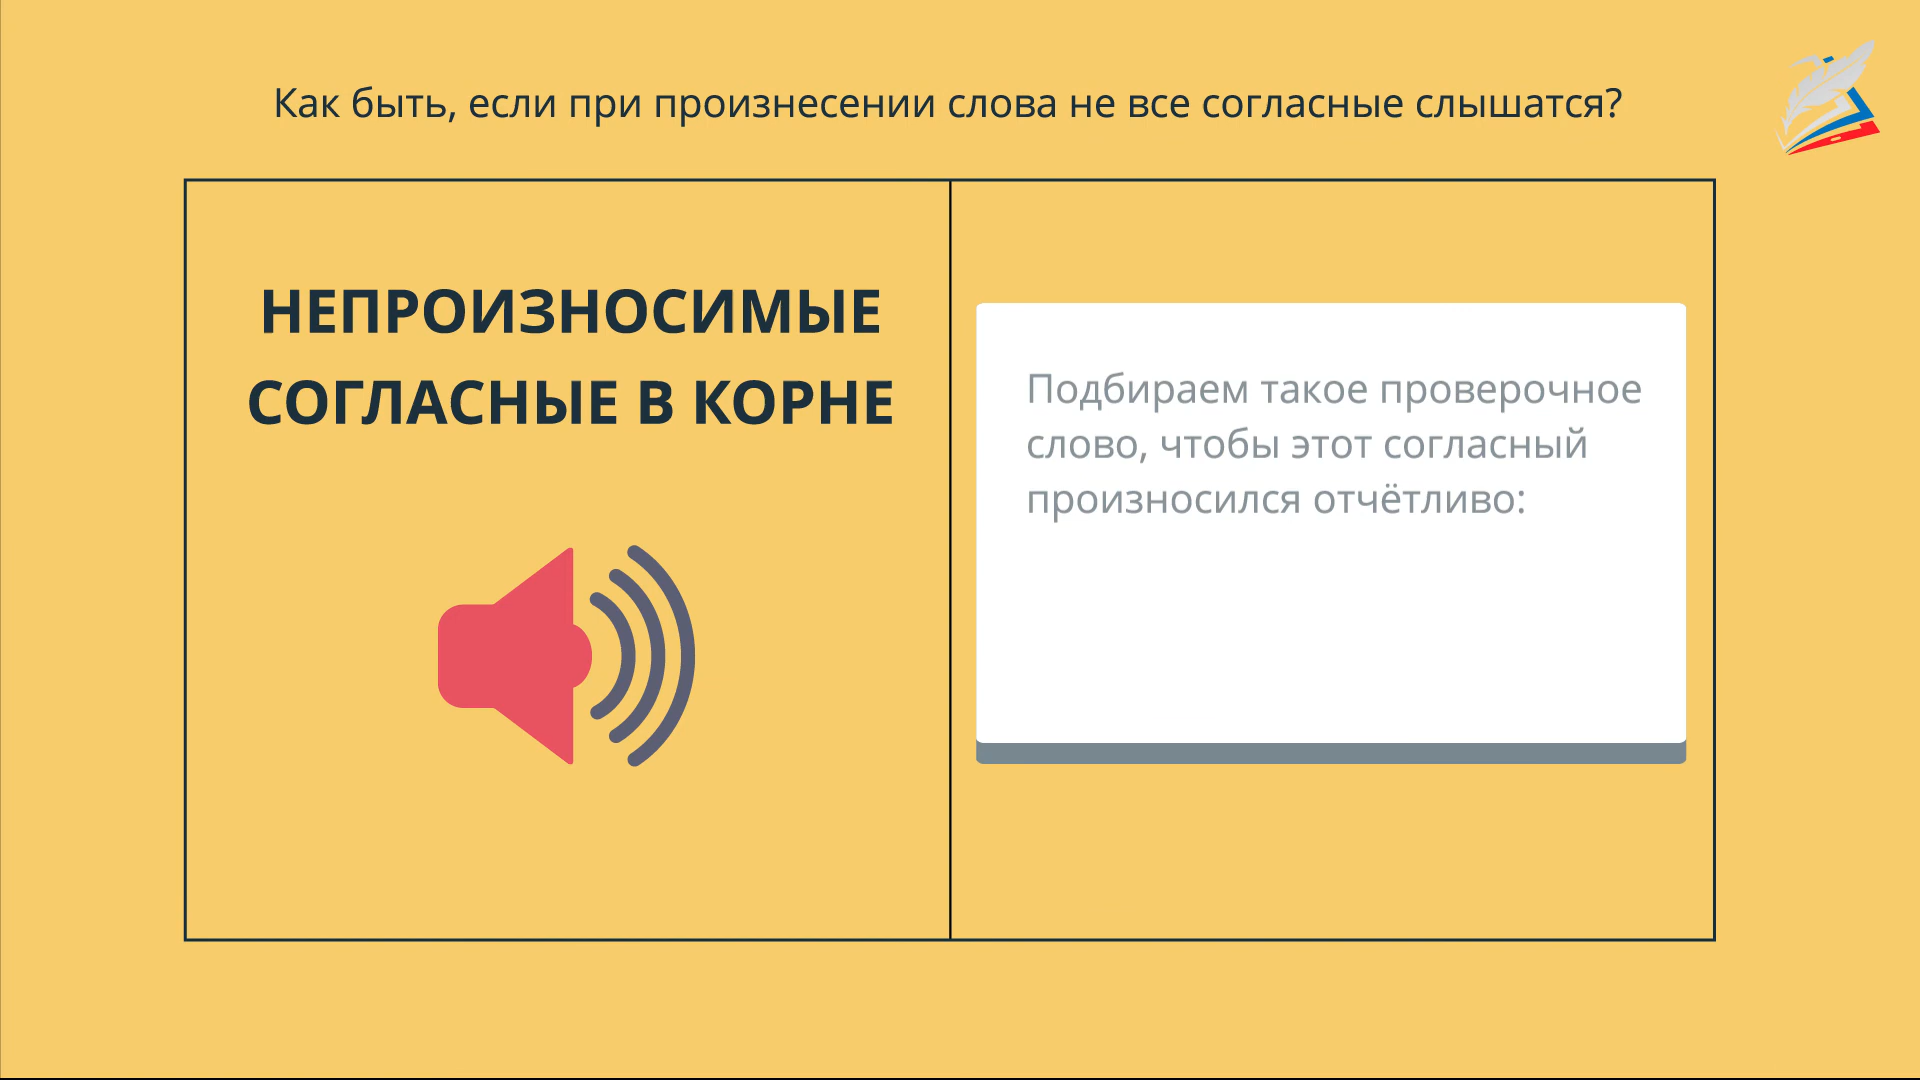 Как быть, если при произнесении слова не все согласные слышатся?
НЕПРОИЗНОСИМЫЕ
СОГЛАСНЫЕ В КОРНЕ
Подбираем такое проверочное
слово, чтобы этот согласный
произносился отчётливо: